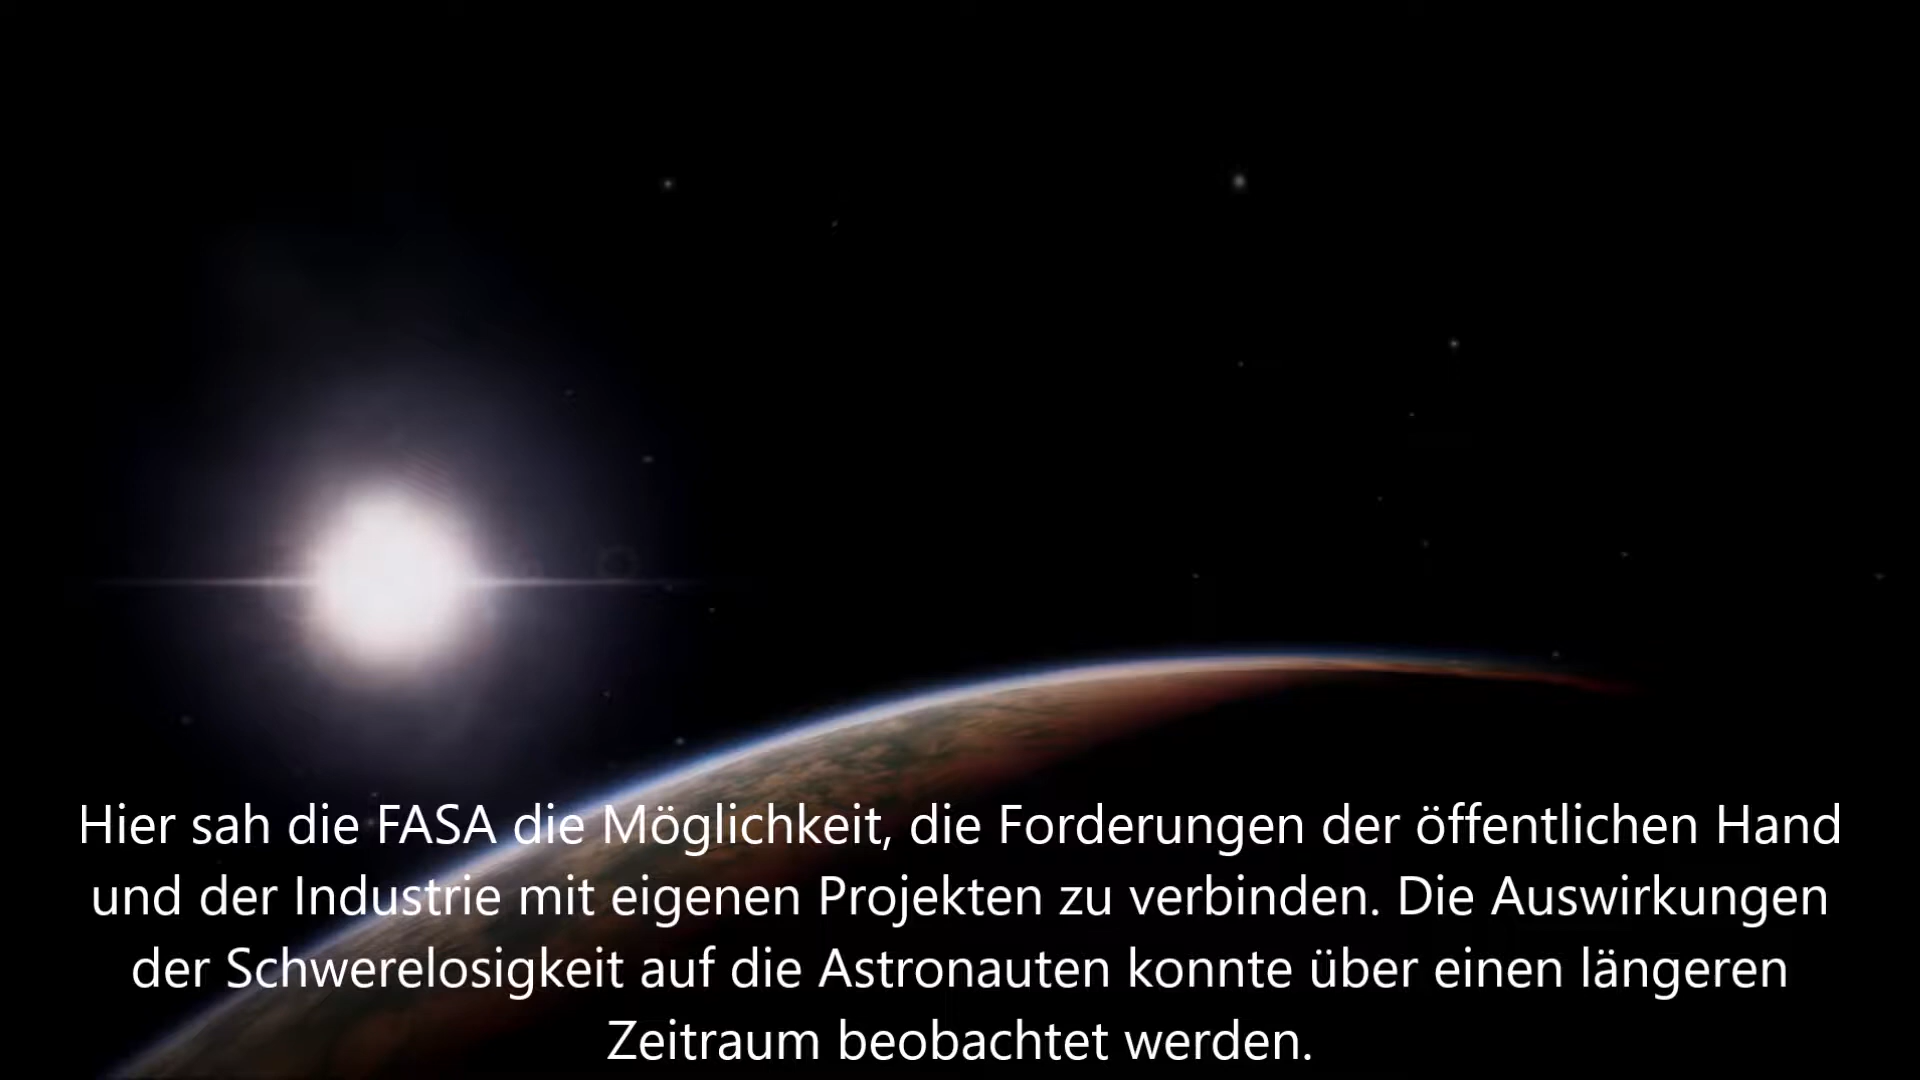 Hier sah die FASA die Möglichkeit, die Forderungen der öffentlichen Hand
und der Industrie mit eigenen Projekten zu verbinden. Die Auswirkungen
der Schwerelosigkeit auf die Astronauten konnte über einen längeren
Zeitraum beobachtet werden.